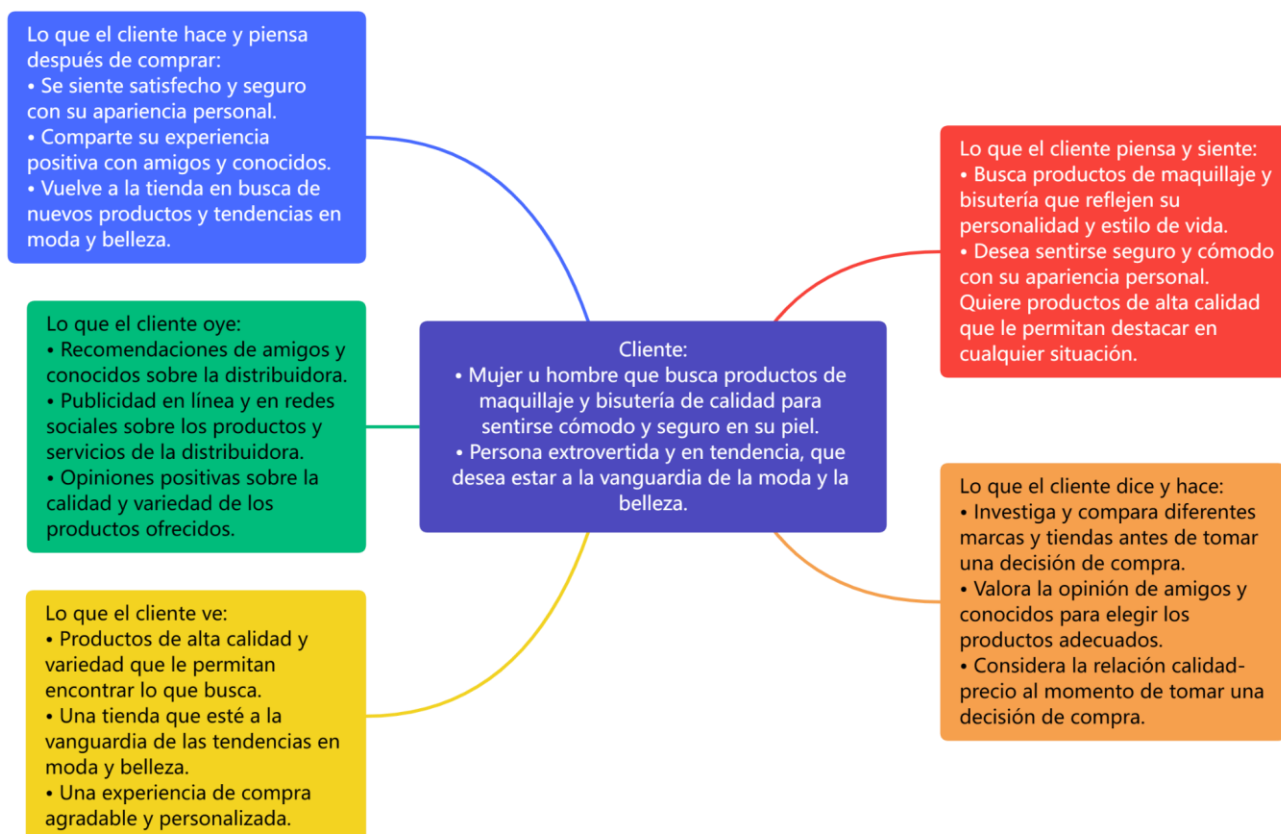 Lo que el cliente hace y piensa
después de comprar:
• Se siente satisfecho y seguro
con su apariencia personal.
• Comparte su experiencia
positiva con amigos y conocidos.
• Vuelve a la tienda en busca de
nuevos productos y tendencias en
moda y belleza.
Lo que el cliente oye:
• Recomendaciones de amigos y
conocidos sobre la distribuidora.
• Publicidad en línea y en redes
sociales sobre los productos y
servicios de la distribuidora.
• Opiniones positivas sobre la
calidad y variedad de los
productos ofrecidos.
Lo que el cliente ve:
• Productos de alta calidad y
variedad que le permitan
encontrar lo que busca.
• Una tienda que esté a la
vanguardia de las tendencias en
moda y belleza.
• Una experiencia de compra
agradable y personalizada.
Cliente:
• Mujer u hombre que busca productos de
maquillaje y bisutería de calidad para
sentirse cómodo y seguro en su piel.
• Persona extrovertida y en tendencia, que
desea estar a la vanguardia de la moda y la
belleza.
Lo que el cliente piensa y siente:
• Busca productos de maquillaje y
bisutería que reflejen su
personalidad y estilo de vida.
• Desea sentirse seguro y cómodo
con su apariencia personal.
Quiere productos de alta calidad
que le permitan destacar en
cualquier situación.
Lo que el cliente dice y hace:
• Investiga y compara diferentes
marcas y tiendas antes de tomar
una decisión de compra.
• Valora la opinión de amigos y
conocidos para elegir los
productos adecuados.
• Considera la relación calidad-
precio al momento de tomar una
decisión de compra.